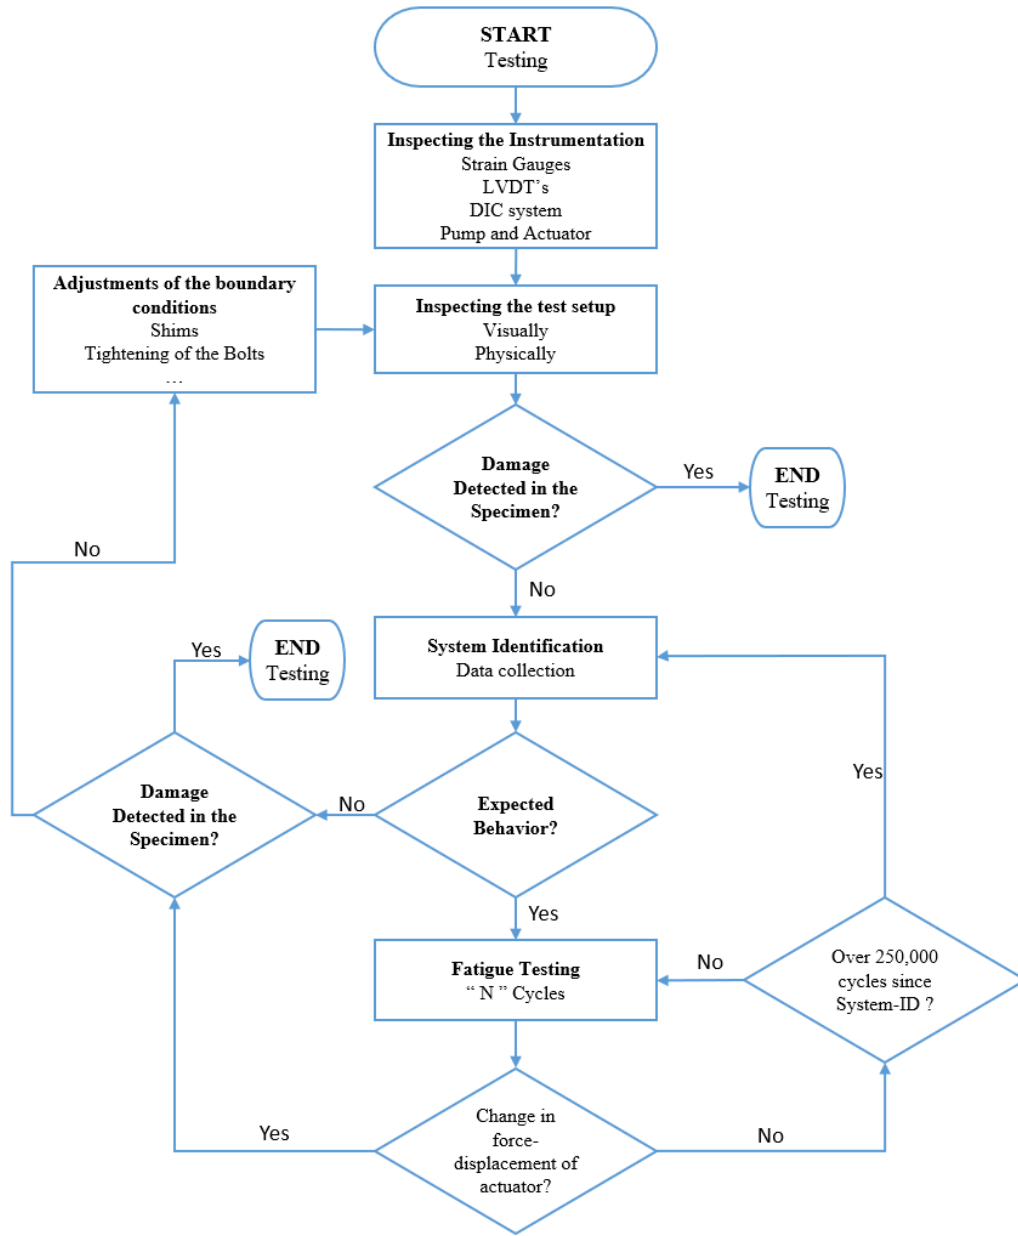 START
Testing
Inspecting the Instrumentation
Strain Gauges
LVDT’s
DIC system
Pump and Actuator
Adjustments of the boundary
conditions
Shims
Tightening of the Bolts
…
Inspecting the test setup
Visually
Physically
Damage
Detected in the
Specimen?
Yes
END
Testing
No
No
System Identification
Data collection
Yes
END
Testing
Damage
Detected in the
Specimen?
No
Expected
Behavior?
Yes
Yes
Fatigue Testing
“ N ” Cycles
No
Over 250,000
cycles since
System-ID ?
Yes
Change in
force-
displacement of
actuator?
No